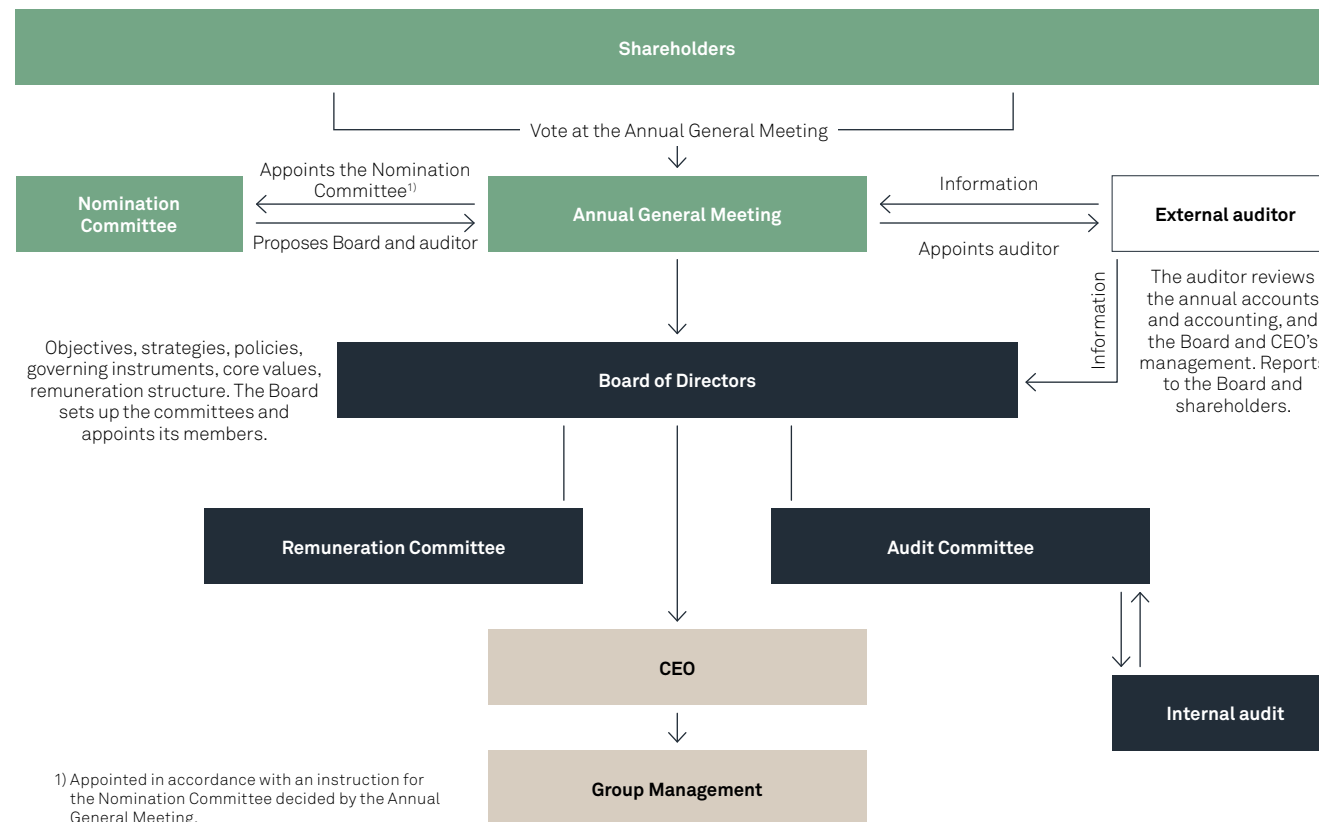 Shareholders
Vote at the Annual General Meeting
Appoints the Nomination
Committee1)
Nomination
Committee
Proposes Board and auditor
Annual General Meeting
Information
Appoints auditor
External auditor
Information
The auditor reviews
the annual accounts
and accounting, and
the Board and CEO's
management. Reports
to the Board and
shareholders.
Objectives, strategies, policies,
governing instruments, core values,
remuneration structure. The Board
sets up the committees and
appoints its members.
Board of Directors
Remuneration Committee
Audit Committee
CEO
Internal audit
Group Management
1) Appointed in accordance with an instruction for
the Nomination Committee decided by the Annual
General Meeting.